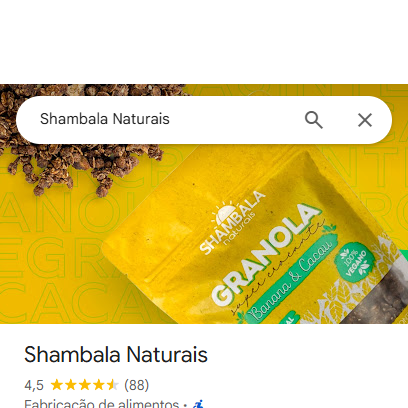 Shambala Naturais
SHAMBALA
naturais
GRANOLA
super crocante
Banana & Cacau
100%
VEGANO
Shambala Naturais
4,5 (88)
Fabricação de alimentos ·